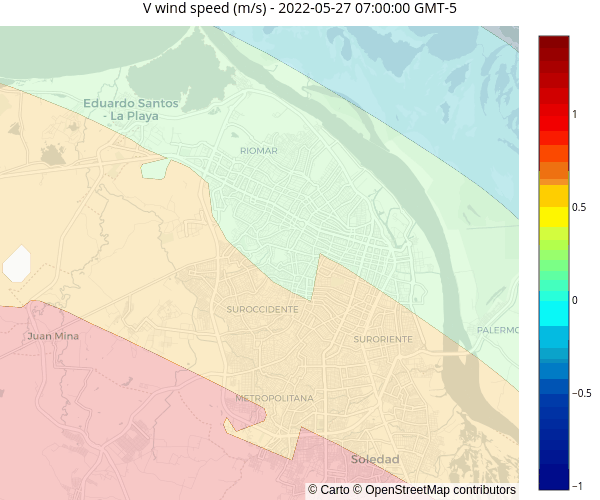 V wind speed (m/s) - 2022-05-27 07:00:00 GMT-5
Eduardo Santos
- La Playa
RIOMAR
SUROCCIDENTE
SURORIENTE
PALERMO
Juan Mina
METROPOLITANA
Soledad
© Carto © OpenStreetMap contributors
1
0.5
0
−0.5
−1